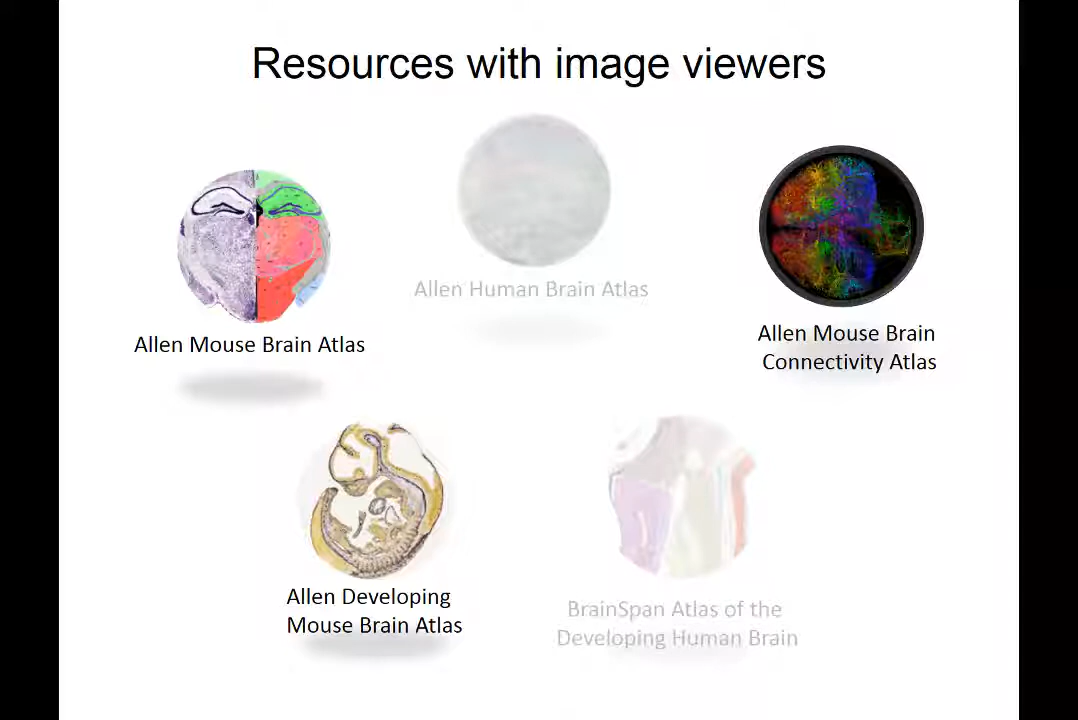 Resources with image viewers
Allen Human Brain Atlas
Allen Mouse Brain Atlas
Allen Mouse Brain
Connectivity Atlas
Allen Developing
Mouse Brain Atlas
BrainSpan Atlas of the
Developing Human Brain